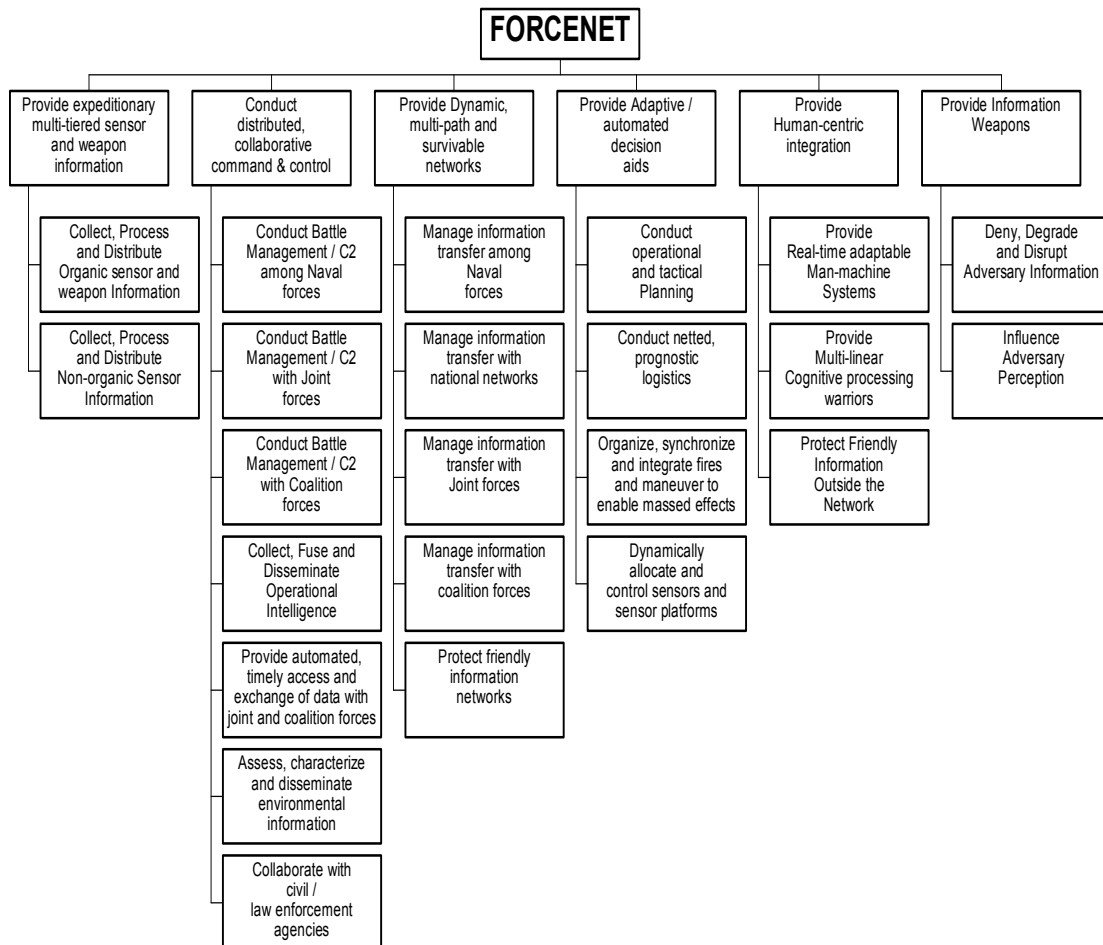 FORCENET
Provide expeditionary
multi-tiered sensor
and weapon
information
Collect, Process
and Distribute
Organic sensor and
weapon Information
Collect, Process
and Distribute
Non-organic Sensor
Information
Conduct
distributed,
collaborative
command & control
Conduct Battle
Management / C2
among Naval
forces
Conduct Battle
Management / C2
with Joint
forces
Conduct Battle
Management / C2
with Coalition
forces
Collect, Fuse and
Disseminate
Operational
Intelligence
Provide automated,
timely access and
exchange of data with
joint and coalition forces
Assess, characterize
and disseminate
environmental
information
Collaborate with
civil /
law enforcement
agencies
Provide Dynamic,
multi-path and
survivable
networks
Manage information
transfer among
Naval
forces
Manage information
transfer with
national networks
Manage information
transfer with
Joint forces
Manage information
transfer with
coalition forces
Protect friendly
information
networks
Provide Adaptive /
automated
decision
aids
Conduct
operational
and tactical
Planning
Conduct netted,
prognostic
logistics
Organize, synchronize
and integrate fires
and maneuver to
enable massed effects
Dynamically
allocate and
control sensors and
sensor platforms
Provide
Human-centric
integration
Provide
Real-time adaptable
Man-machine
Systems
Provide
Multi-linear
Cognitive processing
warriors
Protect Friendly
Information
Outside the
Network
Provide Information
Weapons
Deny, Degrade
and Disrupt
Adversary Information
Influence
Adversary
Perception